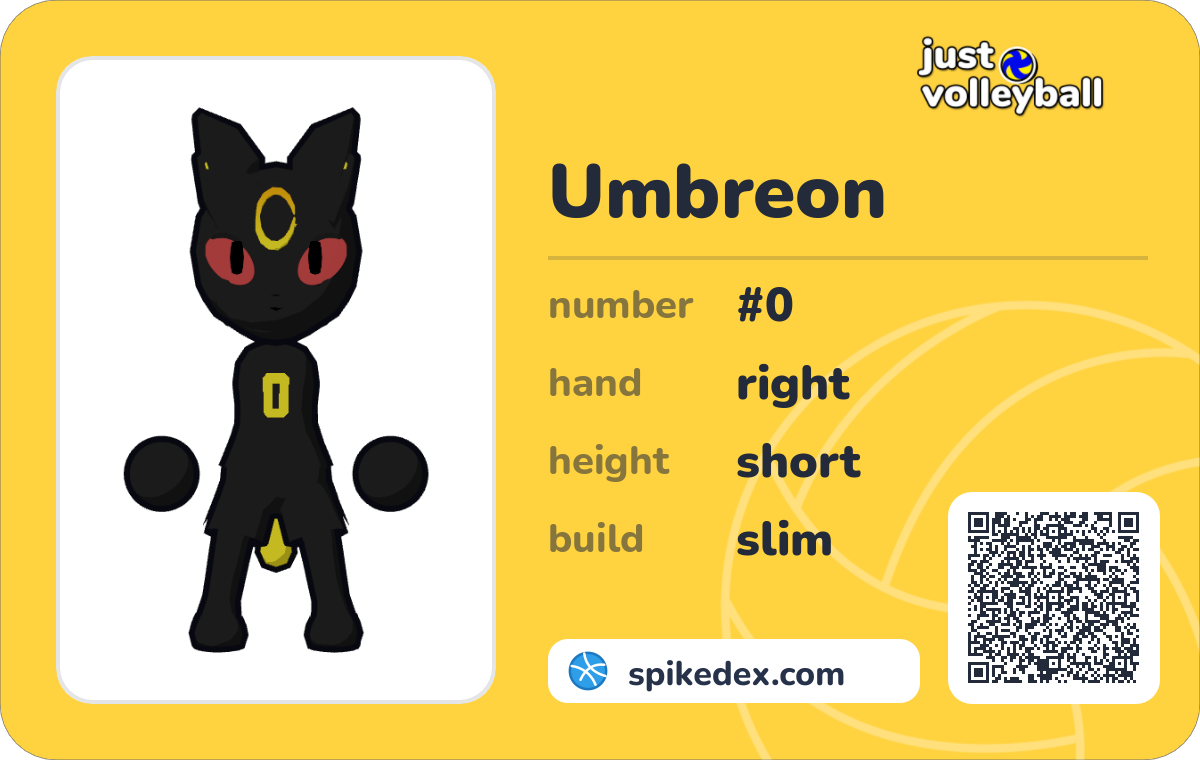 just
volleyball
Umbreon
number #0
hand right
height short
build slim
0
spikedex.com